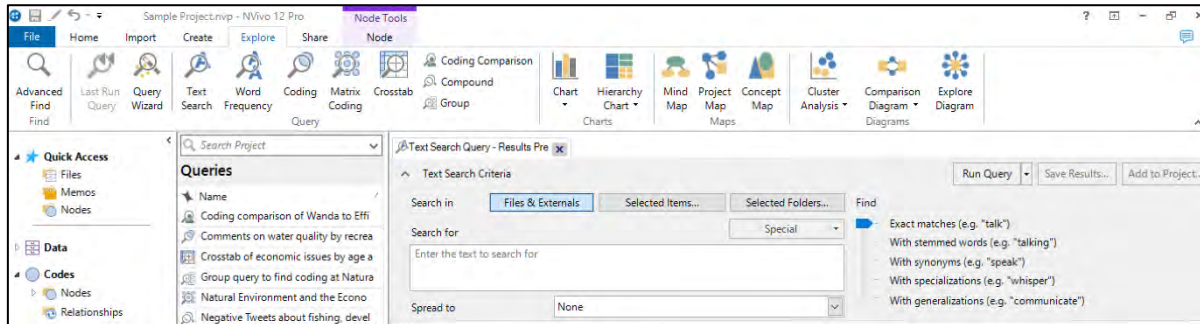 Sample Project.nvp - NVivo 12 Pro
Node Tools
?
File Home Import Create Explore Share Node
Advanced Find
Last Run Query
Query Wizard
Text Search
Word Frequency
Coding
Matrix Coding
Crosstab
Coding Comparison
Compound
Group
Chart
Hierarchy Chart
Mind Map
Project Map
Concept Map
Cluster Analysis
Comparison Diagram
Explore Diagram
Find
Query
Charts
Maps
Diagrams
Quick Access
Files
Memos
Nodes
Data
Codes
Nodes
Relationships
Search Project
Queries
Name
Coding comparison of Wanda to Effi
Comments on water quality by recrea
Crosstab of economic issues by age a
Group query to find coding at Natura
Natural Environment and the Econo
Negative Tweets about fishing, devel
Text Search Query - Results Pre
Text Search Criteria
Run Query
Save Results...
Add to Project...
Search in
Files & Externals
Selected Items...
Selected Folders...
Search for
Special
Enter the text to search for
Spread to
None
Find
Exact matches (e.g. "talk")
With stemmed words (e.g. "talking")
With synonyms (e.g. "speak")
With specializations (e.g. "whisper")
With generalizations (e.g. "communicate")